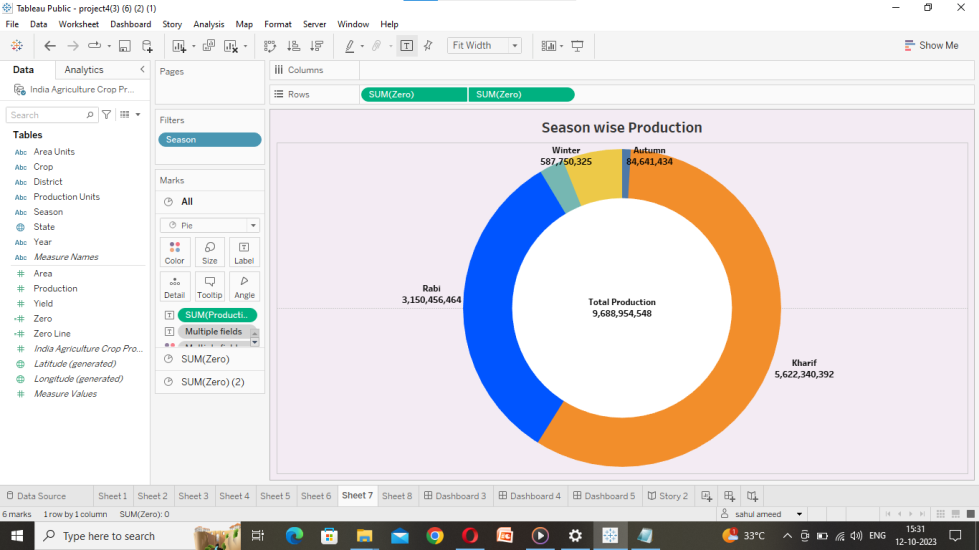 Tableau Public - project4(3) (6) (2) (1)
File Data Worksheet Dashboard Story Analysis Map Format Server Window Help
Fit Width
Show Me
Data Analytics
India Agriculture Crop Pr...
Search
Tables
Abc Area Units
Abc Crop
Abc District
Abc Production Units
Abc Season
State
Abc Year
Abc Measure Names
# Area
# Production
# Yield
# Zero
# Zero Line
# India Agriculture Crop Pro...
Latitude (generated)
Longitude (generated)
# Measure Values
Pages
Filters
Season
Marks
All
Pie
Color Size Label
Detail Tooltip Angle
SUM(Producti..
Multiple fields
SUM(Zero)
SUM(Zero) (2)
Columns
Rows SUM(Zero) SUM(Zero)
Season wise Production
Winter
587,750,325
Autumn
84,641,434
Rabi
3,150,456,464
Total Production
9,688,954,548
Kharif
5,622,340,392
Data Source Sheet 1 Sheet 2 Sheet 3 Sheet 4 Sheet 5 Sheet 6 Sheet 7 Sheet 8 Dashboard 3 Dashboard 4 Dashboard 5 Story 2
6 marks 1 row by 1 column SUM(Zero): 0 sahul ameed
Type here to search
33°C
ENG
15:31
12-10-2023